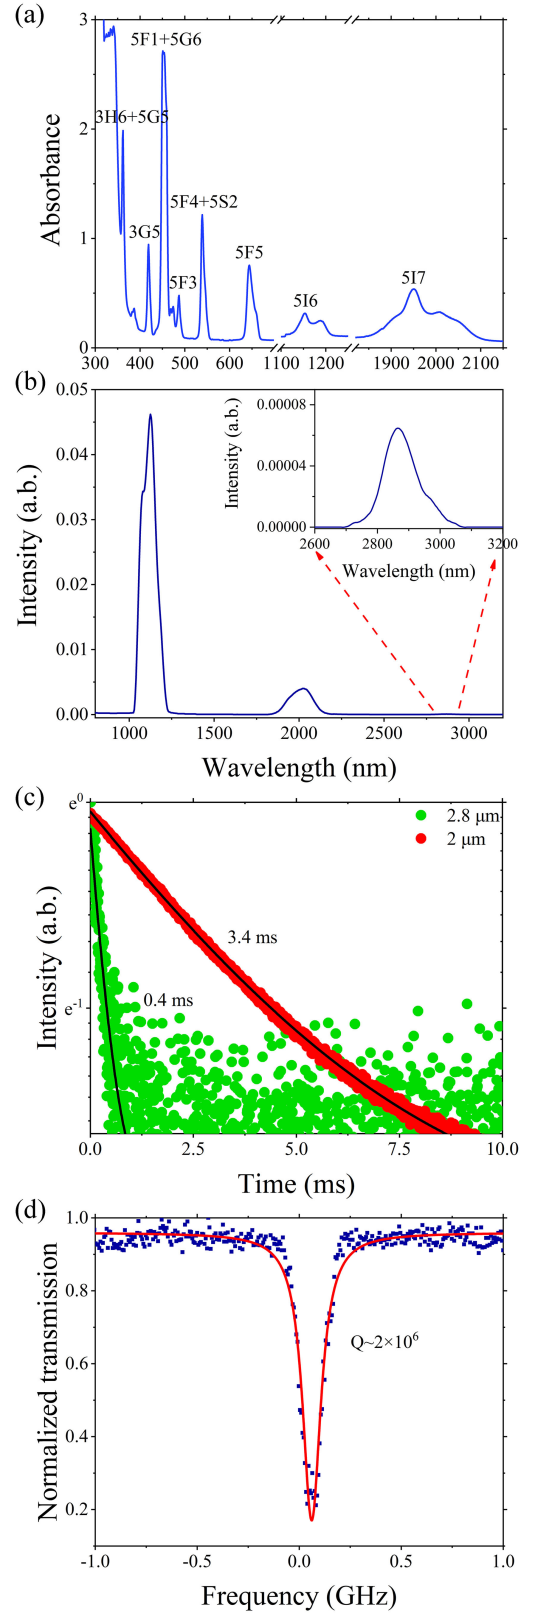 (a)
3
2
1
0
Absorbance
5F1+5G6
3H6+5G5
5F4+5S2
3G5
5F5
5F3
5I6
5I7
300 400 500 600 1100 1200 1900 2000 2100
(b)
0.05
0.04
0.03
0.02
0.01
0.00
Intensity (a.b.)
0.00008
0.00004
0.00000
Intensity (a.b.)
2600 2800 3000 3200
Wavelength (nm)
1000 1500 2000 2500 3000
Wavelength (nm)
(c)
e0
e-1
Intensity (a.b.)
2.8 μm
2 μm
3.4 ms
0.4 ms
0.0 2.5 5.0 7.5 10.0
Time (ms)
(d)
1.0
0.8
0.6
0.4
0.2
Normalized transmission
Q~2×10⁶
-1.0 -0.5 0.0 0.5 1.0
Frequency (GHz)